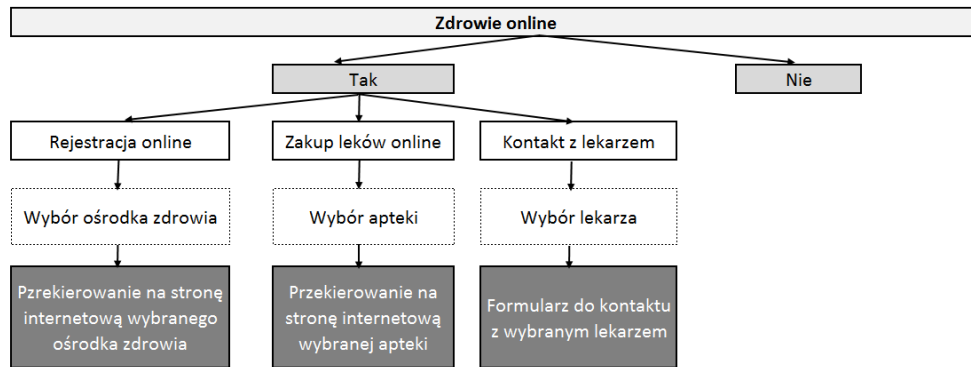 Zdrowie online
Tak
Nie
Rejestracja online
Zakup leków online
Kontakt z lekarzem
Wybór ośrodka zdrowia
Wybór apteki
Wybór lekarza
Pzrekierowanie na stronę
internetową wybranego
ośrodka zdrowia
Przekierowanie na
stronę internetową
wybranej apteki
Formularz do kontaktu
z wybranym lekarzem